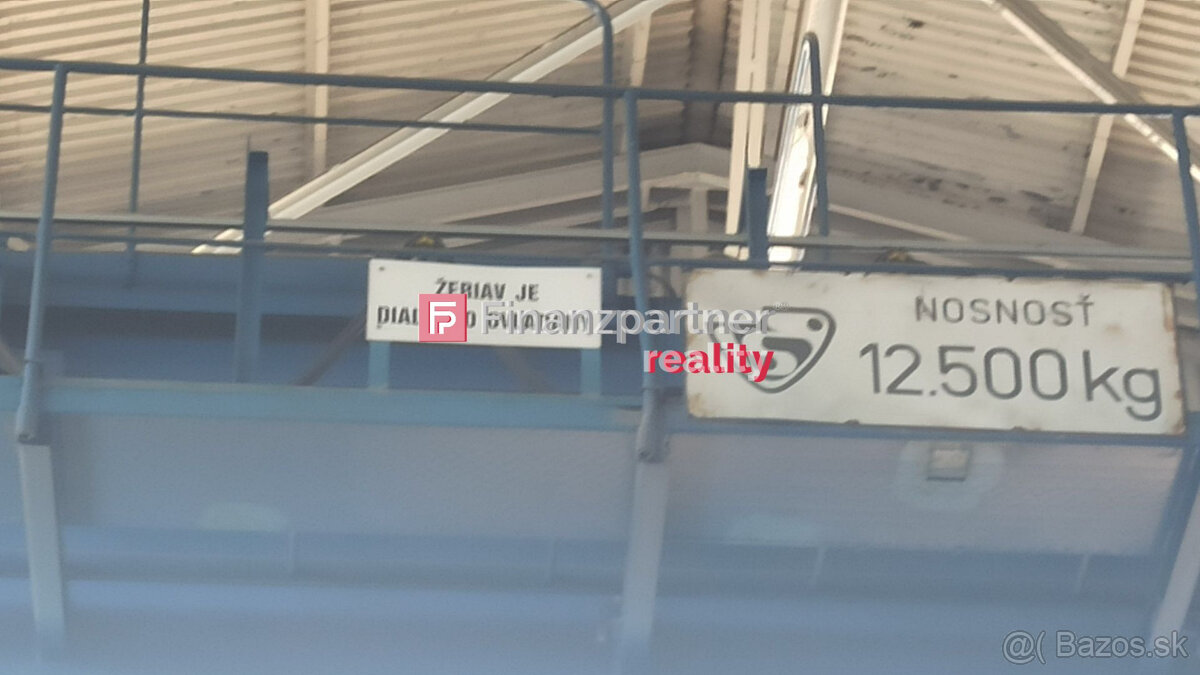 ŽERIAV JE
Finanzpartner
reality
NOSNOSŤ
12.500 kg
@( Bazos.sk